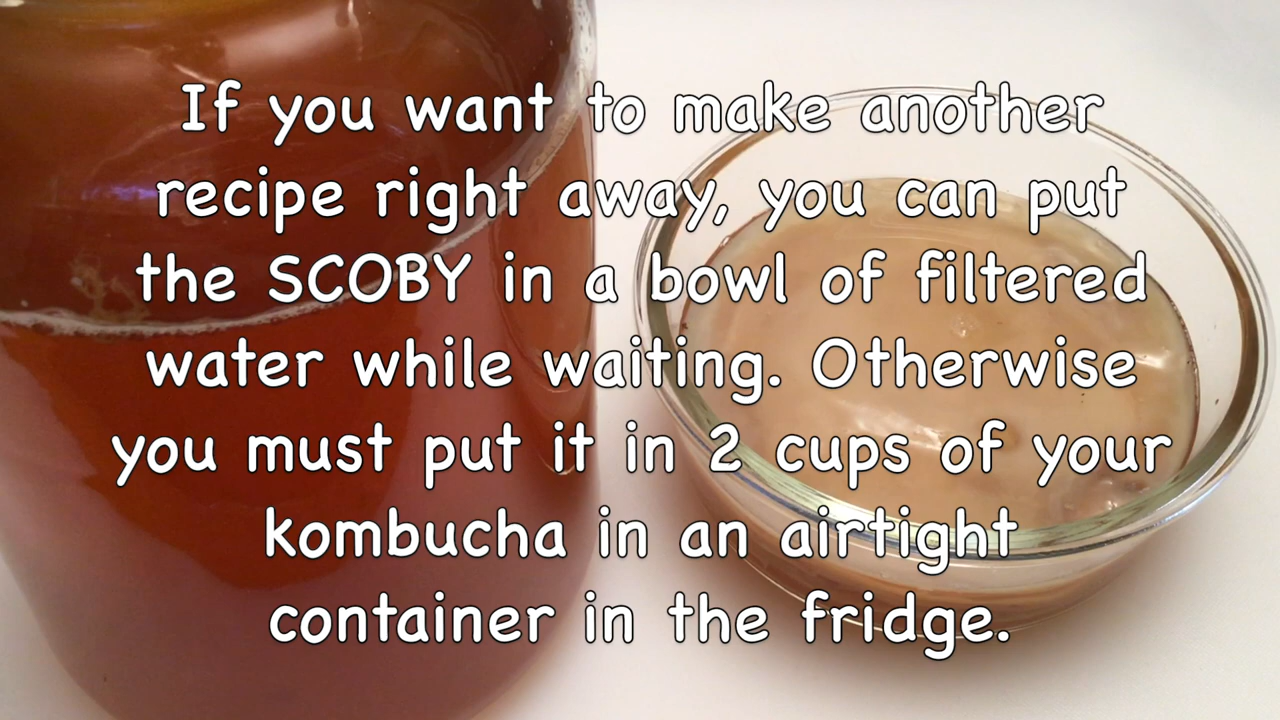 If you want to make another
recipe right away, you can put
the SCOBY in a bowl of filtered
water while waiting. Otherwise
you must put it in 2 cups of your
kombucha in an airtight
container in the fridge.